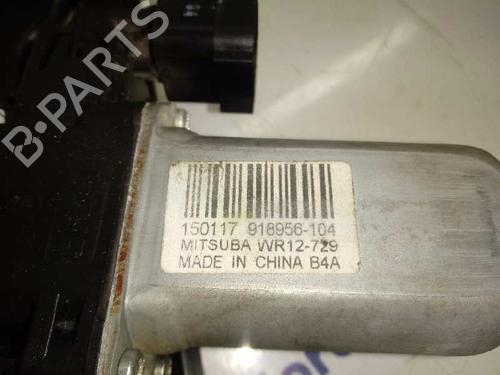 150117 918956-104
MITSUBA WR12-729
MADE IN CHINA B4A
B-PARTS